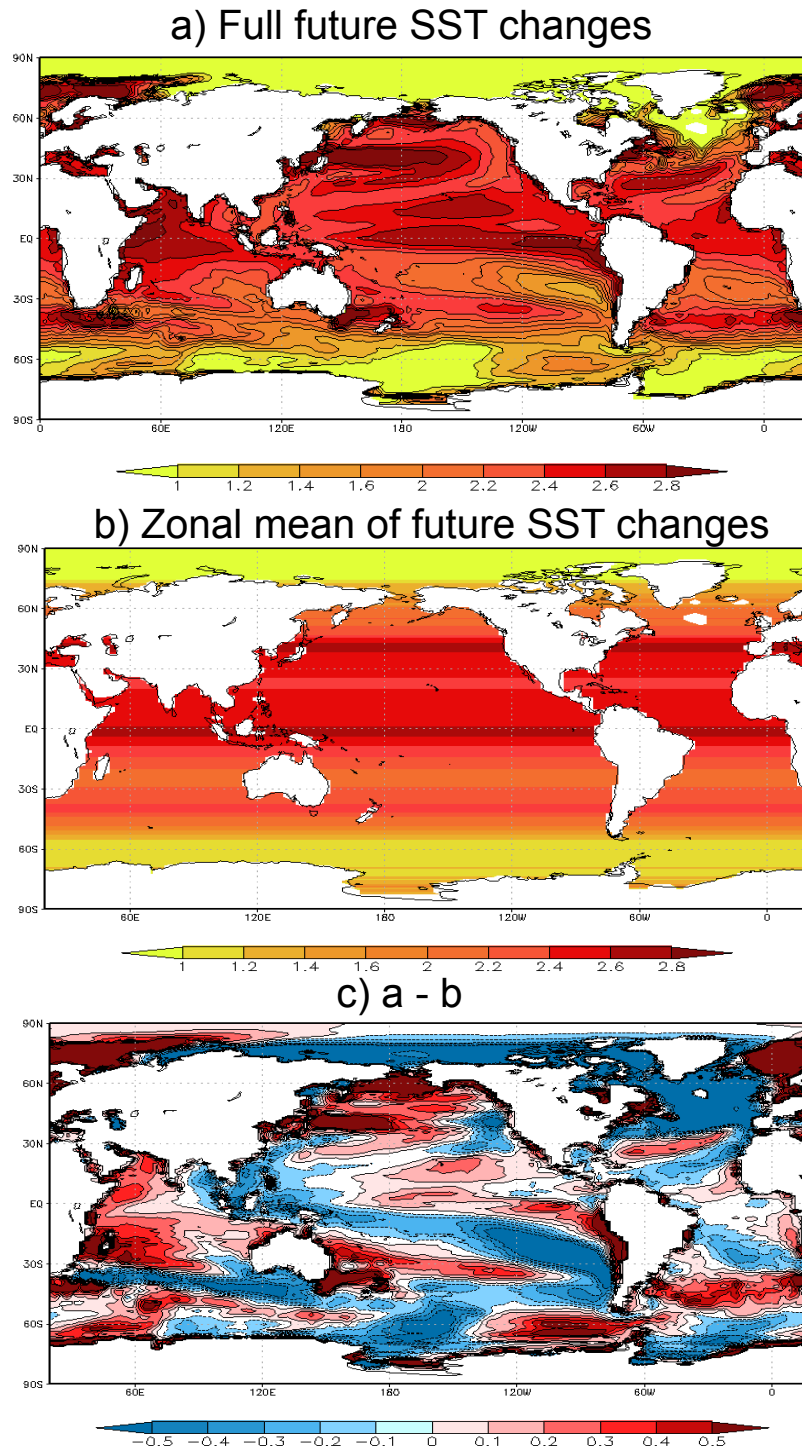 a) Full future SST changes
90N
60N
30N
EQ
30S
60S
90S
0 60E 120E 180 120W 60W 0
1 1.2 1.4 1.6 2 2.2 2.4 2.6 2.8
b) Zonal mean of future SST changes
90N
60N
30N
EQ
30S
60S
90S
60E 120E 180 120W 60W 0
1 1.2 1.4 1.6 2 2.2 2.4 2.6 2.8
c) a - b
90N
60N
30N
EQ
30S
60S
90S
60E 120E 180 120W 60W 0
-0.5 -0.4 -0.3 -0.2 -0.1 0 0.1 0.2 0.3 0.4 0.5